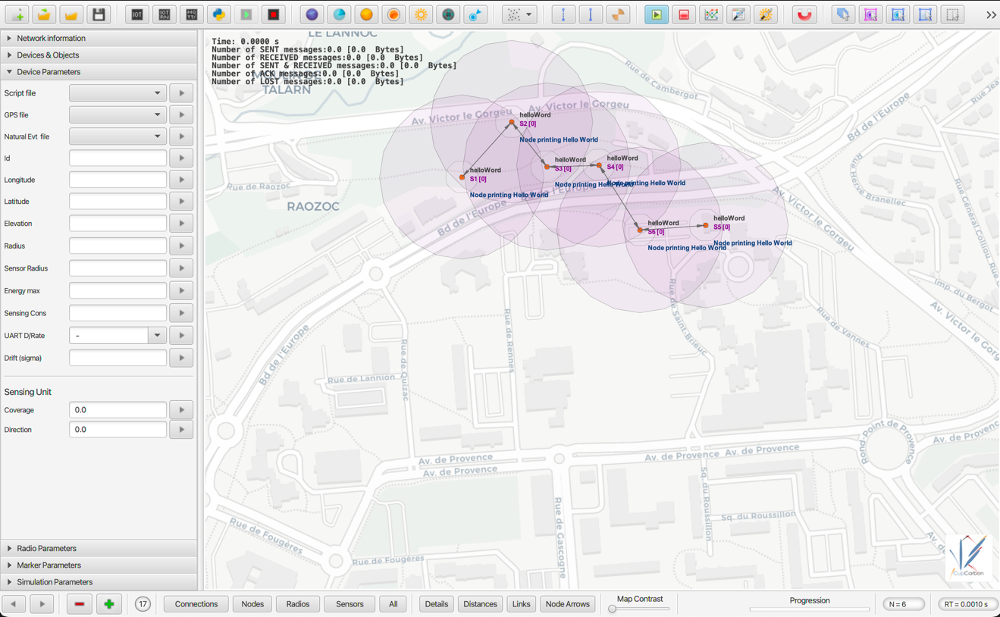 IOT
IOT
RN
MQ
TT/
Network information
Devices & Objects
Device Parameters
Script file
GPS file
Natural Evt file
Id
Longitude
Latitude
Elevation
Radius
Sensor Radius
Energy max
Sensing Cons
UART D/Rate
-
Drift (sigma)
Sensing Unit
Coverage
0.0
Direction
0.0
Radio Parameters
Marker Parameters
Simulation Parameters
LE LANNOC
Time: 0.0000 s
Number of SENT messages:0.0 [0.0 Bytes]
Number of RECEIVED messages:0.0 [0.0 Bytes]
Number of SENT & RECEIVED messages:0.0 [0.0 Bytes]
Number of ACK messages:0.0 [0.0 Bytes]
Number of LOST messages:0.0 [0.0 Bytes]
TALARN
Rue de Cambergot
Bd de l'Europe
Av. Victor le Gorgeu
Av. Victor le Gorgeu
helloWord
S2 [0]
Node printing Hello World
helloWord
S3 [0]
Node printing Hello World
helloWord
S4 [0]
Node printing Hello World
helloWord
S1 [0]
Node printing Hello World
helloWord
S6 [0]
Node printing Hello World
helloWord
S5 [0]
Node printing Hello World
Rue de Raozoc
RAOZOC
Bd de l'Europe
Rue Hervé Branellec
Rue Général Colliou
Rue Jea
Av. Victor le Gorgeu
Imp. du Bergot
Av. Victor le Gorg
Rue de Vannes
Rue de Saint-Brieuc
Rue de Rennes
Rue de Quizac
Rue de Lannion
Bd de l'Europe
Av. de Provence
Av. de Provence
Av. de Provence
Av. de Provence
Rond-Point de Provence
Av. de Provence
Sq. du Roussillon
Sq. du Roussillon
Rue de Gascogne
Rue de Fougères
Rue de Fougères
CupCarbon
17
Connections
Nodes
Radios
Sensors
All
Details
Distances
Links
Node Arrows
Map Contrast
Progression
N = 6
RT = 0.0010 s